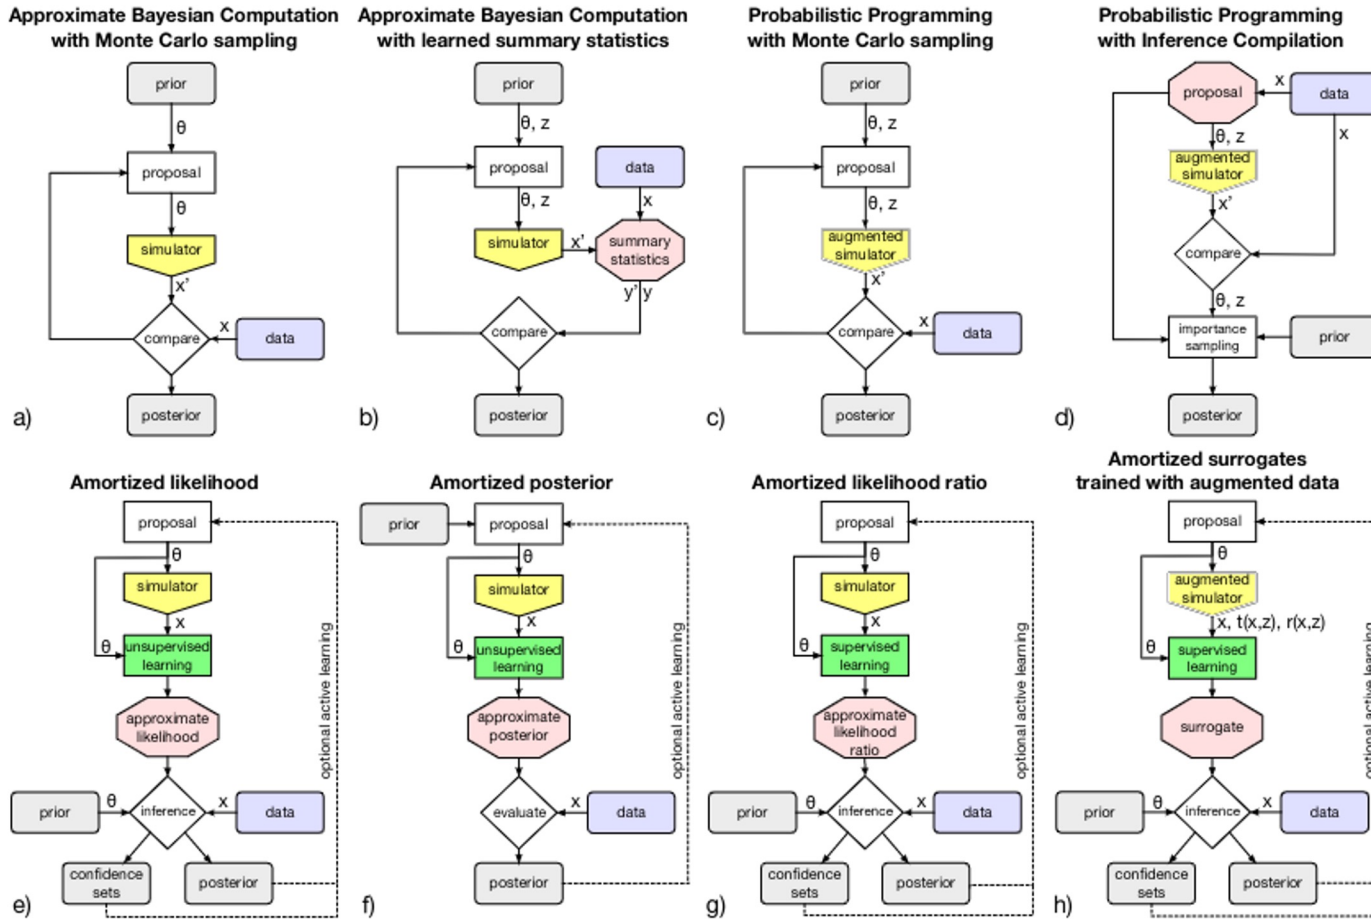 Approximate Bayesian Computation
with Monte Carlo sampling
prior
θ
proposal
θ
simulator
x’
compare
x
data
posterior
a)
Approximate Bayesian Computation
with learned summary statistics
prior
θ, z
proposal
data
θ, z
x
simulator
x’
summary
statistics
y’ y
compare
posterior
b)
Probabilistic Programming
with Monte Carlo sampling
prior
θ, z
proposal
θ, z
augmented
simulator
x’
compare
x
data
posterior
c)
Probabilistic Programming
with Inference Compilation
proposal
x
data
θ, z
x
augmented
simulator
x’
compare
θ, z
importance
sampling
prior
posterior
d)
Amortized likelihood
proposal
θ
simulator
x
θ
unsupervised
learning
approximate
likelihood
optional active learning
prior
θ
inference
x
data
confidence
sets
posterior
e)
Amortized posterior
prior
proposal
θ
simulator
x
θ
unsupervised
learning
approximate
posterior
optional active learning
evaluate
x
data
posterior
f)
Amortized likelihood ratio
proposal
θ
simulator
x
θ
supervised
learning
approximate
likelihood
ratio
optional active learning
prior
θ
inference
x
data
confidence
sets
posterior
g)
Amortized surrogates
trained with augmented data
proposal
θ
augmented
simulator
x, t(x,z), r(x,z)
θ
supervised
learning
surrogate
optional active learning
prior
θ
inference
x
data
confidence
sets
posterior
h)